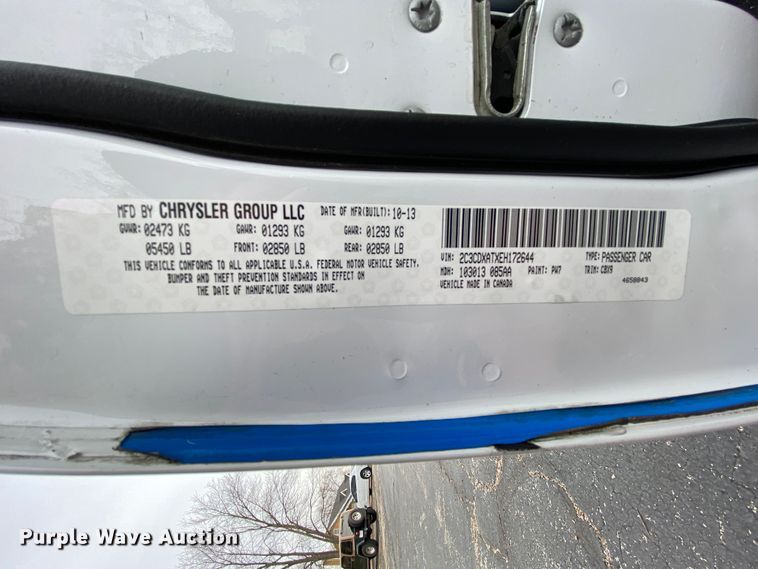 MFD BY CHRYSLER GROUP LLC DATE OF MFR(BUILT): 10-13
GVWR: 02473 KG GAWR: 01293 KG GAWR: 01293 KG
05450 LB FRONT: 02850 LB REAR: 02850 LB
THIS VEHICLE CONFORMS TO ALL APPLICABLE U.S.A. FEDERAL MOTOR VEHICLE SAFETY,
BUMPER AND THEFT PREVENTION STANDARDS IN EFFECT ON
THE DATE OF MANUFACTURE SHOWN ABOVE.
VIN: 2C3CDXATXEH172644 TYPE: PASSENGER CAR
MDH: 103013 085AA PAINT: PW7 TRIM: CBX9
VEHICLE MADE IN CANADA 4658843
Purple Wave Auction®